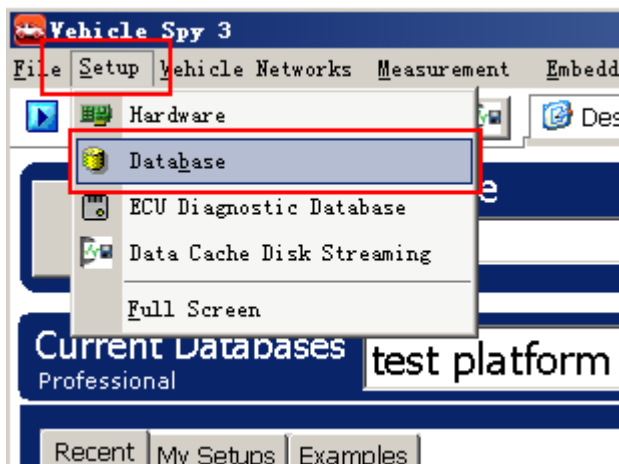 Vehicle Spy 3
File Setup Vehicle Networks Measurement
Hardware
Des
Database
e
ECU Diagnostic Database
Data Cache Disk Streaming
Full Screen
Current Databases
test platform
Professional
Recent My Setups Examples